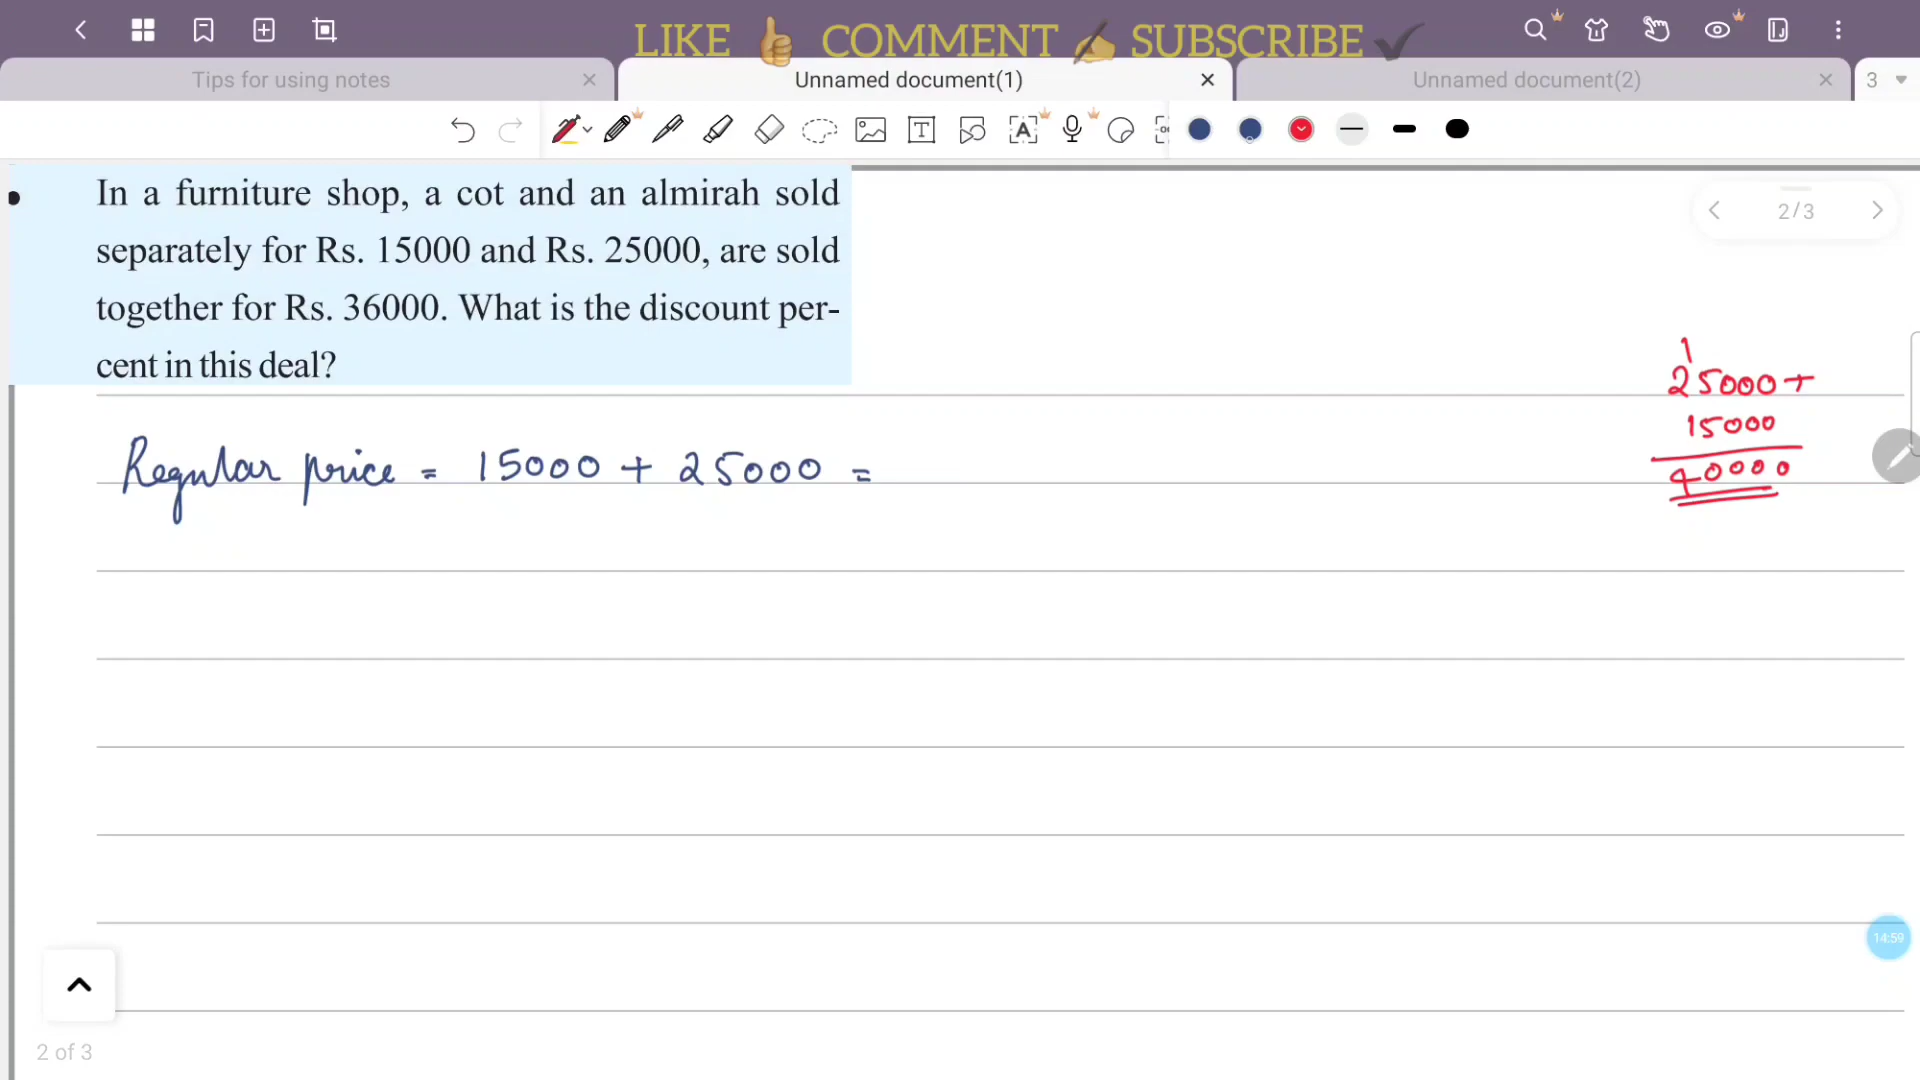 LIKE 👍 COMMENT ✍ SUBSCRIBE ✔
Tips for using notes
Unnamed document(1)
Unnamed document(2)
3
In a furniture shop, a cot and an almirah sold
separately for Rs. 15000 and Rs. 25000, are sold
together for Rs. 36000. What is the discount per-
cent in this deal?
2/3
1
25000+
15000
40000
Regular price = 15000 + 25000 =
14:59
2 of 3